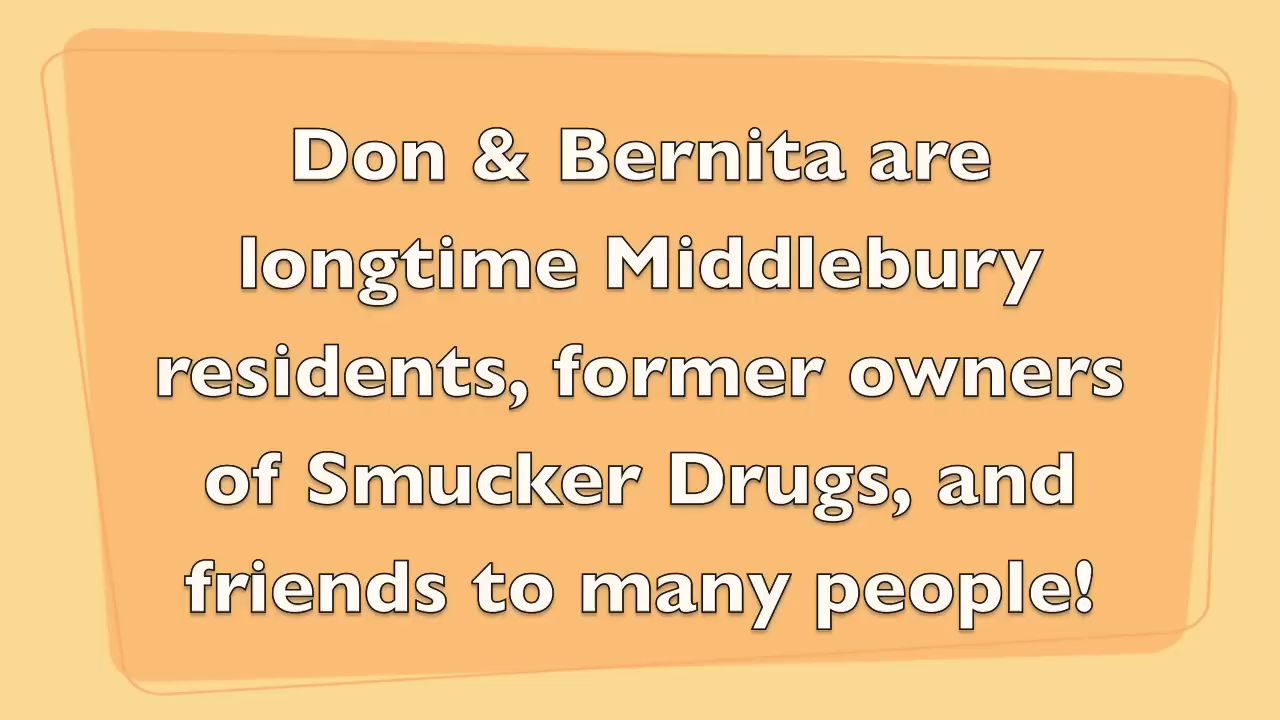 Don & Bernita are
longtime Middlebury
residents, former owners
of Smucker Drugs, and
friends to many people!